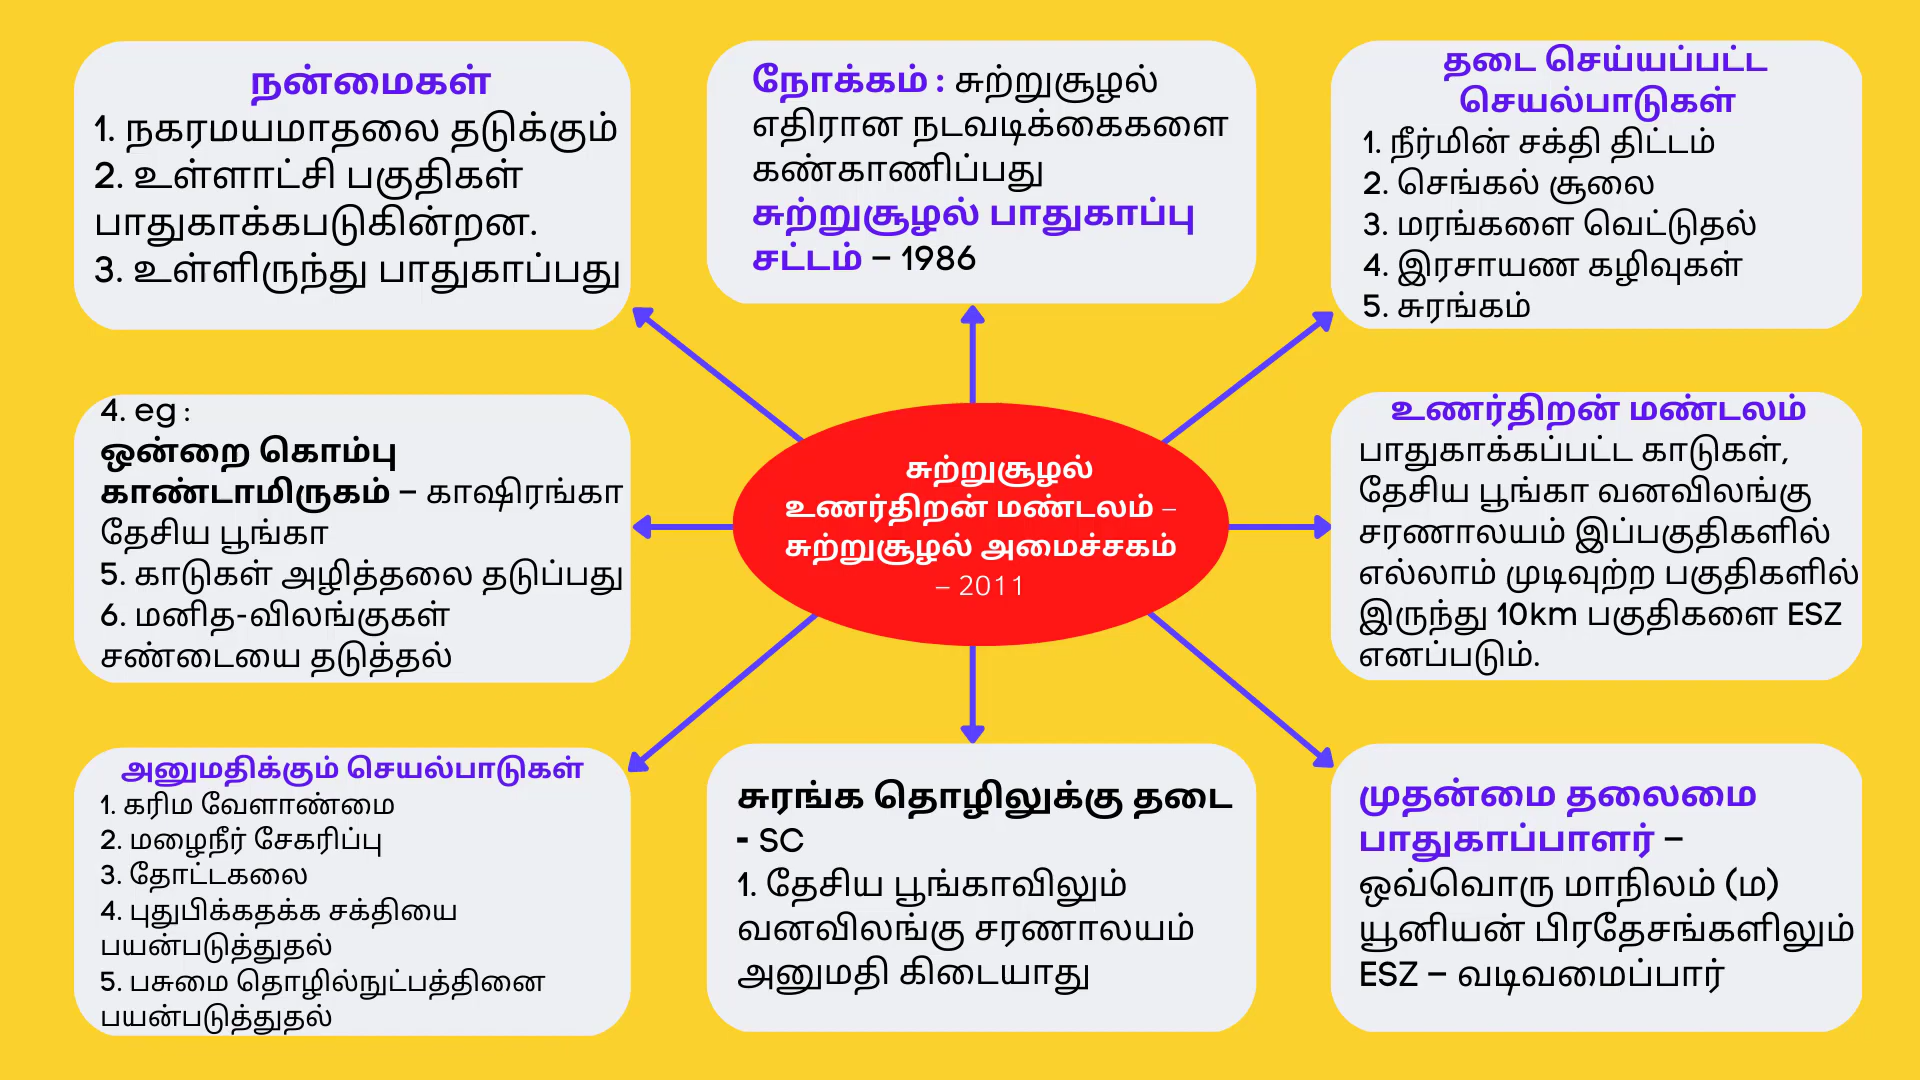 நன்மைகள்
1. நகரமயமாதலை தடுக்கும்
2. உள்ளாட்சி பகுதிகள்
பாதுகாக்கபடுகின்றன.
3. உள்ளிருந்து பாதுகாப்பது
நோக்கம் : சுற்றுசூழல்
எதிரான நடவடிக்கைகளை
கண்காணிப்பது
சுற்றுசூழல் பாதுகாப்பு
சட்டம் – 1986
தடை செய்யப்பட்ட
செயல்பாடுகள்
1. நீர்மின் சக்தி திட்டம்
2. செங்கல் சூலை
3. மரங்களை வெட்டுதல்
4. இரசாயண கழிவுகள்
5. சுரங்கம்
4. eg :
ஒன்றை கொம்பு
காண்டாமிருகம் – காஷிரங்கா
தேசிய பூங்கா
5. காடுகள் அழித்தலை தடுப்பது
6. மனித-விலங்குகள்
சண்டையை தடுத்தல்
சுற்றுசூழல்
உணர்திறன் மண்டலம் –
சுற்றுசூழல் அமைச்சகம்
– 2011
உணர்திறன் மண்டலம்
பாதுகாக்கப்பட்ட காடுகள்,
தேசிய பூங்கா வனவிலங்கு
சரணாலயம் இப்பகுதிகளில்
எல்லாம் முடிவுற்ற பகுதிகளில்
இருந்து 10km பகுதிகளை ESZ
எனப்படும்.
அனுமதிக்கும் செயல்பாடுகள்
1. கரிம வேளாண்மை
2. மழைநீர் சேகரிப்பு
3. தோட்டகலை
4. புதுபிக்கதக்க சக்தியை
பயன்படுத்துதல்
5. பசுமை தொழில்நுட்பத்தினை
பயன்படுத்துதல்
சுரங்க தொழிலுக்கு தடை
- SC
1. தேசிய பூங்காவிலும்
வனவிலங்கு சரணாலயம்
அனுமதி கிடையாது
முதன்மை தலைமை
பாதுகாப்பாளர் –
ஒவ்வொரு மாநிலம் (ம)
யூனியன் பிரதேசங்களிலும்
ESZ – வடிவமைப்பார்